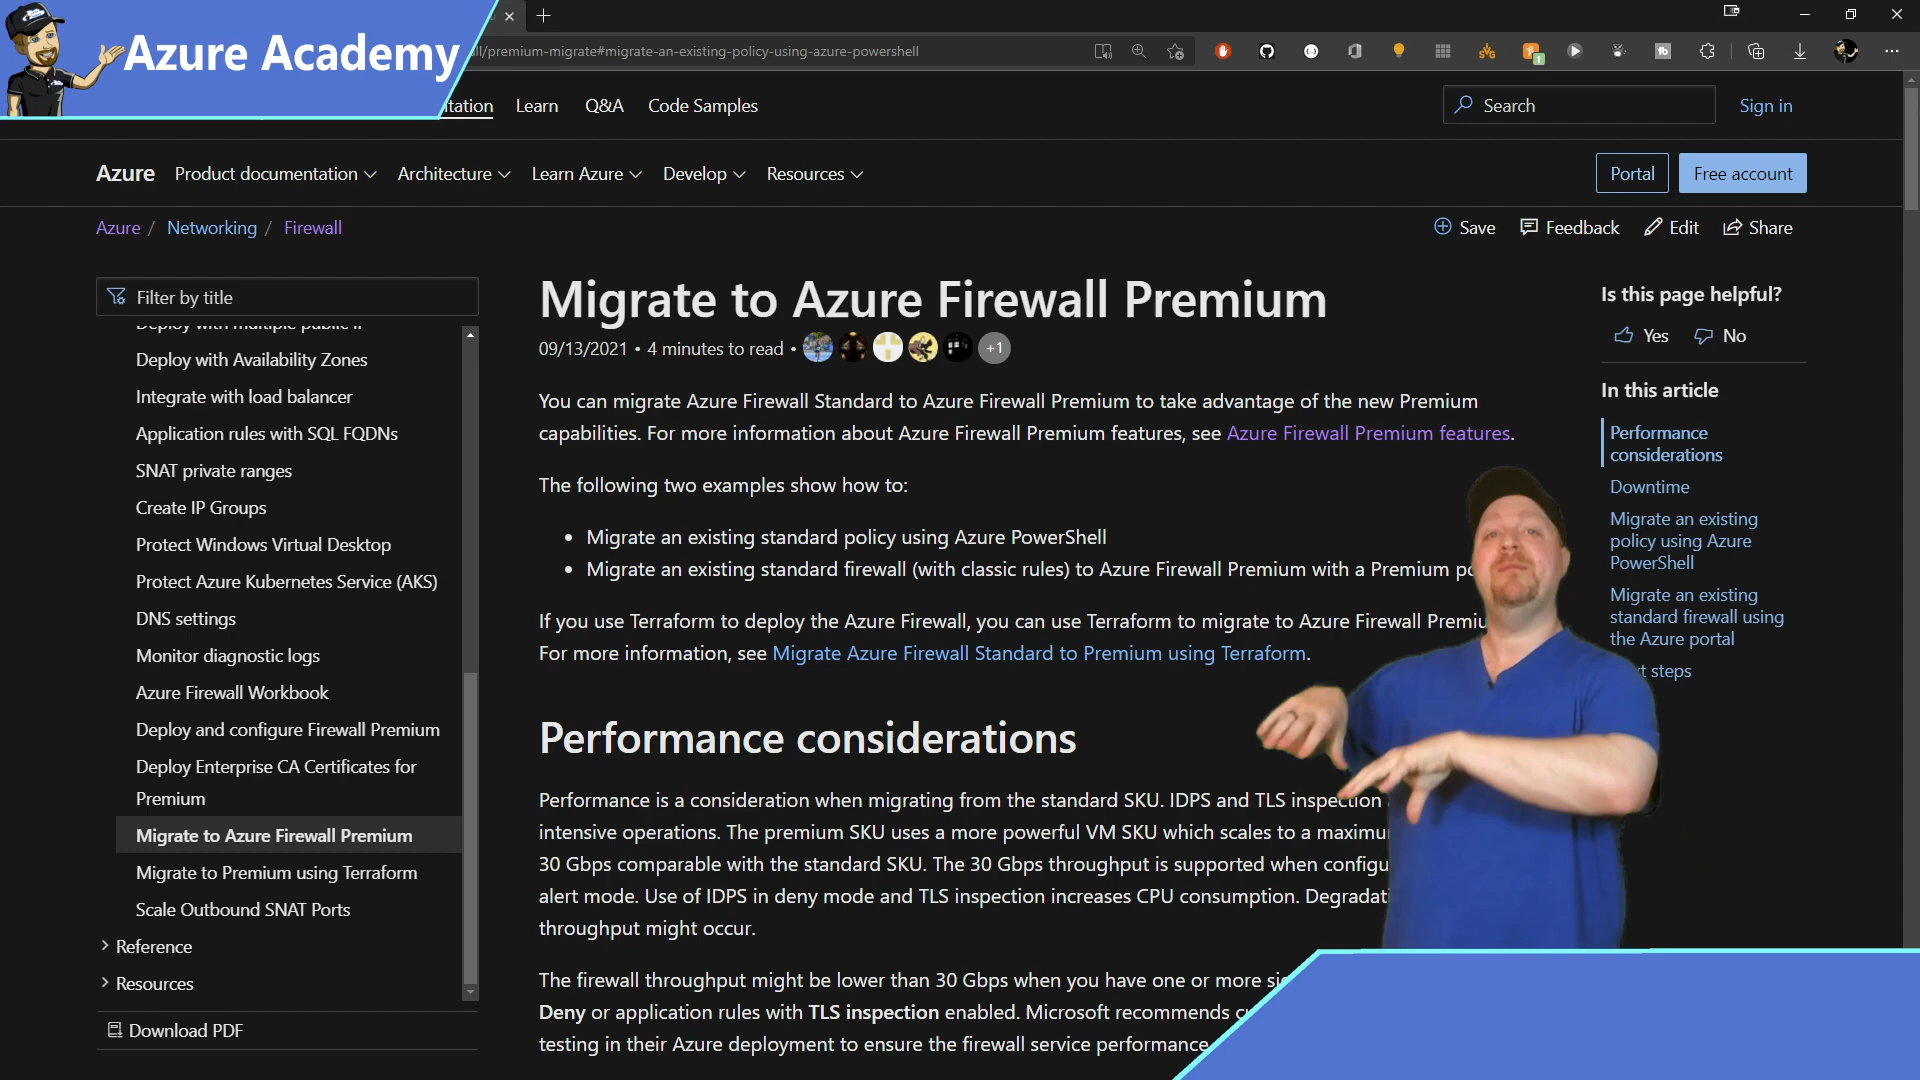 Azure Academy
ll/premium-migrate#migrate-an-existing-policy-using-azure-powershell
1
tation Learn Q&A Code Samples
Search
Sign in
Azure Product documentation Architecture Learn Azure Develop Resources
Portal Free account
Azure / Networking / Firewall
Save Feedback Edit Share
Filter by title
Deploy with multiple public IP
Deploy with Availability Zones
Integrate with load balancer
Application rules with SQL FQDNs
SNAT private ranges
Create IP Groups
Protect Windows Virtual Desktop
Protect Azure Kubernetes Service (AKS)
DNS settings
Monitor diagnostic logs
Azure Firewall Workbook
Deploy and configure Firewall Premium
Deploy Enterprise CA Certificates for
Premium
Migrate to Azure Firewall Premium
Migrate to Premium using Terraform
Scale Outbound SNAT Ports
Reference
Resources
Download PDF
Migrate to Azure Firewall Premium
09/13/2021 • 4 minutes to read • +1
You can migrate Azure Firewall Standard to Azure Firewall Premium to take advantage of the new Premium
capabilities. For more information about Azure Firewall Premium features, see Azure Firewall Premium features.
The following two examples show how to:
• Migrate an existing standard policy using Azure PowerShell
• Migrate an existing standard firewall (with classic rules) to Azure Firewall Premium with a Premium po
If you use Terraform to deploy the Azure Firewall, you can use Terraform to migrate to Azure Firewall Premiu
For more information, see Migrate Azure Firewall Standard to Premium using Terraform.
Performance considerations
Performance is a consideration when migrating from the standard SKU. IDPS and TLS inspection
intensive operations. The premium SKU uses a more powerful VM SKU which scales to a maximu
30 Gbps comparable with the standard SKU. The 30 Gbps throughput is supported when configu
alert mode. Use of IDPS in deny mode and TLS inspection increases CPU consumption. Degradati
throughput might occur.
The firewall throughput might be lower than 30 Gbps when you have one or more si
Deny or application rules with TLS inspection enabled. Microsoft recommends cu
testing in their Azure deployment to ensure the firewall service performance
Is this page helpful?
Yes No
In this article
Performance
considerations
Downtime
Migrate an existing
policy using Azure
PowerShell
Migrate an existing
standard firewall using
the Azure portal
t steps